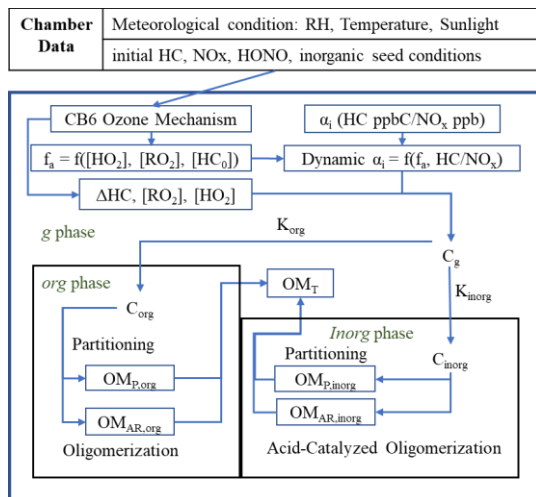 Chamber Data
Meteorological condition: RH, Temperature, Sunlight
initial HC, NOx, HONO, inorganic seed conditions
CB6 Ozone Mechanism
αi (HC ppbC/NOx ppb)
fa = f([HO2], [RO2], [HC0])
Dynamic αi = f(fa, HC/NOx)
ΔHC, [RO2], [HO2]
g phase
Korg
Cg
org phase
OMT
Kinorg
Corg
Inorg phase
Partitioning
Partitioning
Cinorg
OMP,org
OMP,inorg
OMAR,org
OMAR,inorg
Oligomerization
Acid-Catalyzed Oligomerization